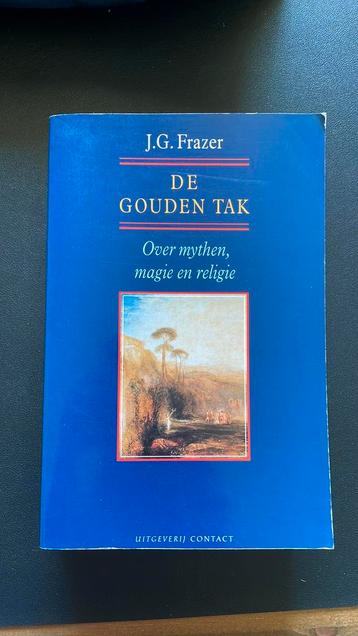 J.G. Frazer
DE
GOUDEN TAK
Over mythen,
magie en religie
UITGEVERIJ CONTACT